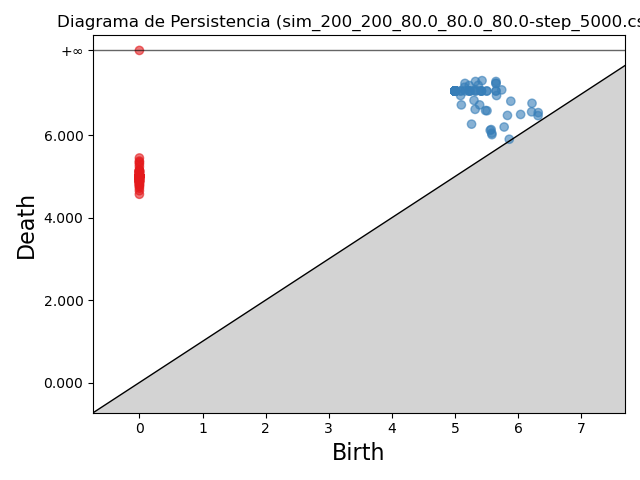 Diagrama de Persistencia (sim_200_200_80.0_80.0_80.0-step_5000.cs
+∞
6.000
4.000
2.000
0.000
Death
0 1 2 3 4 5 6 7
Birth